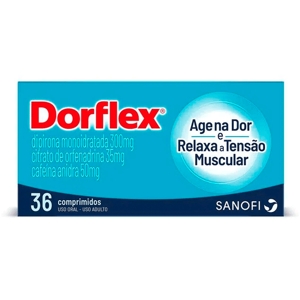 Dorflex®
dipirona monoidratada 300mg
citrato de orfenadrina 35mg
cafeína anidra 50mg
36 comprimidos
USO ORAL - USO ADULTO
Age na Dor
e
Relaxa a Tensão
Muscular
SANOFI